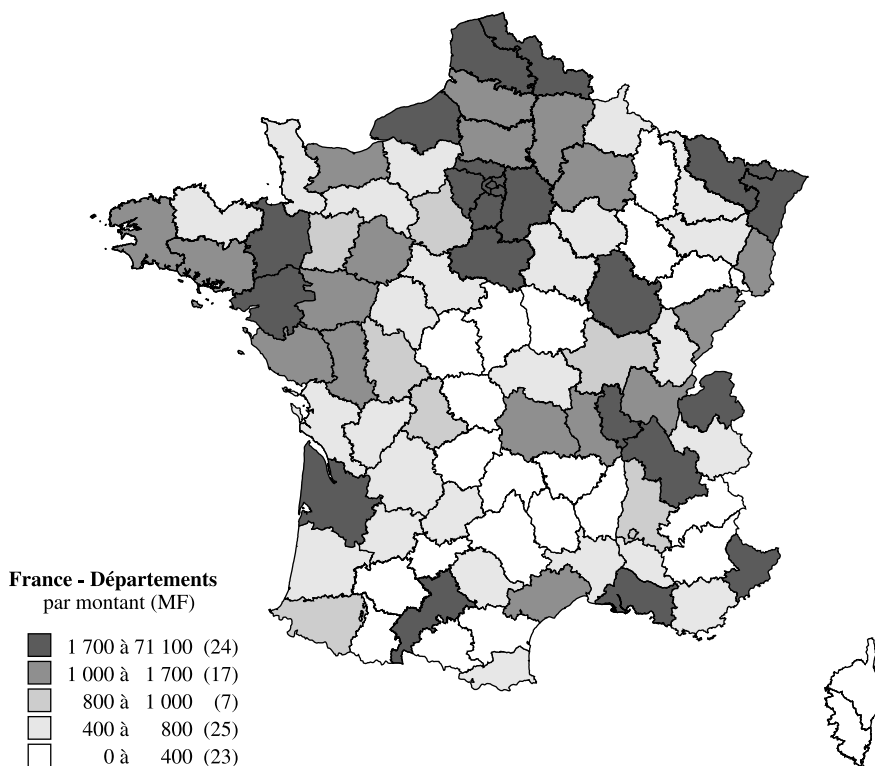 France - Départements
par montant (MF)
1 700 à 71 100 (24)
1 000 à 1 700 (17)
800 à 1 000 (7)
400 à 800 (25)
0 à 400 (23)